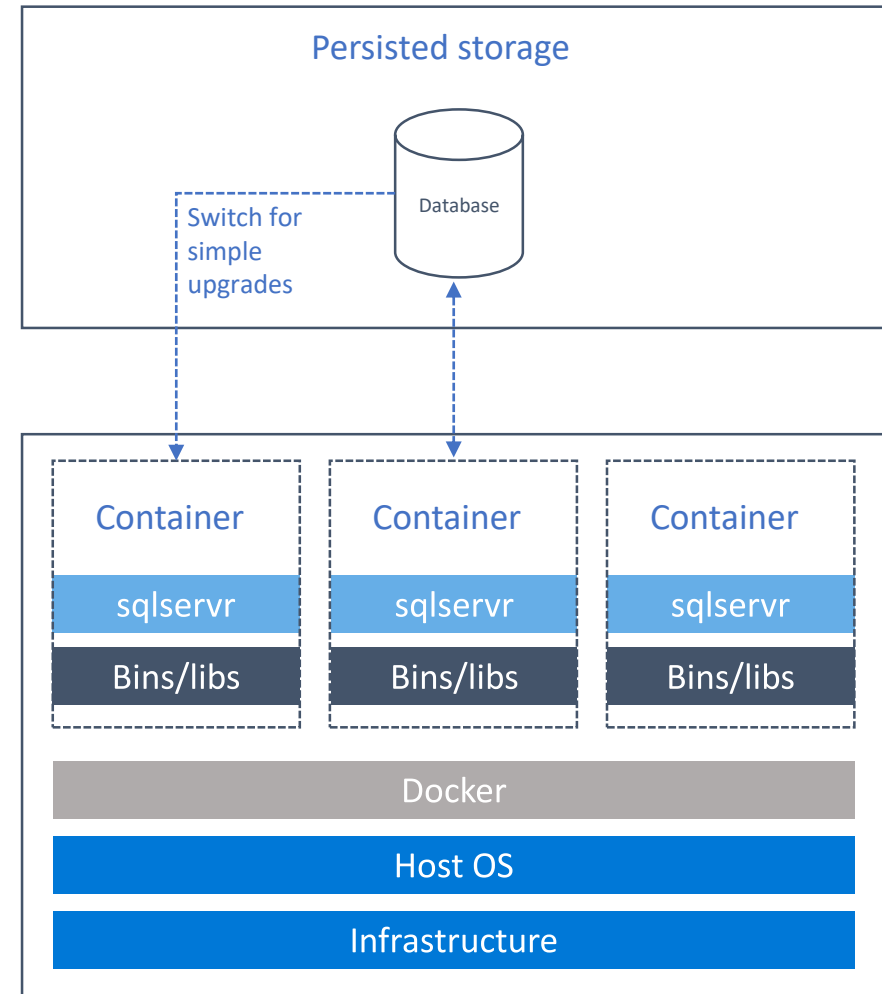 Persisted storage
Database
Switch for
simple
upgrades
Container
Container
Container
sqlservr
sqlservr
sqlservr
Bins/libs
Bins/libs
Bins/libs
Docker
Host OS
Infrastructure